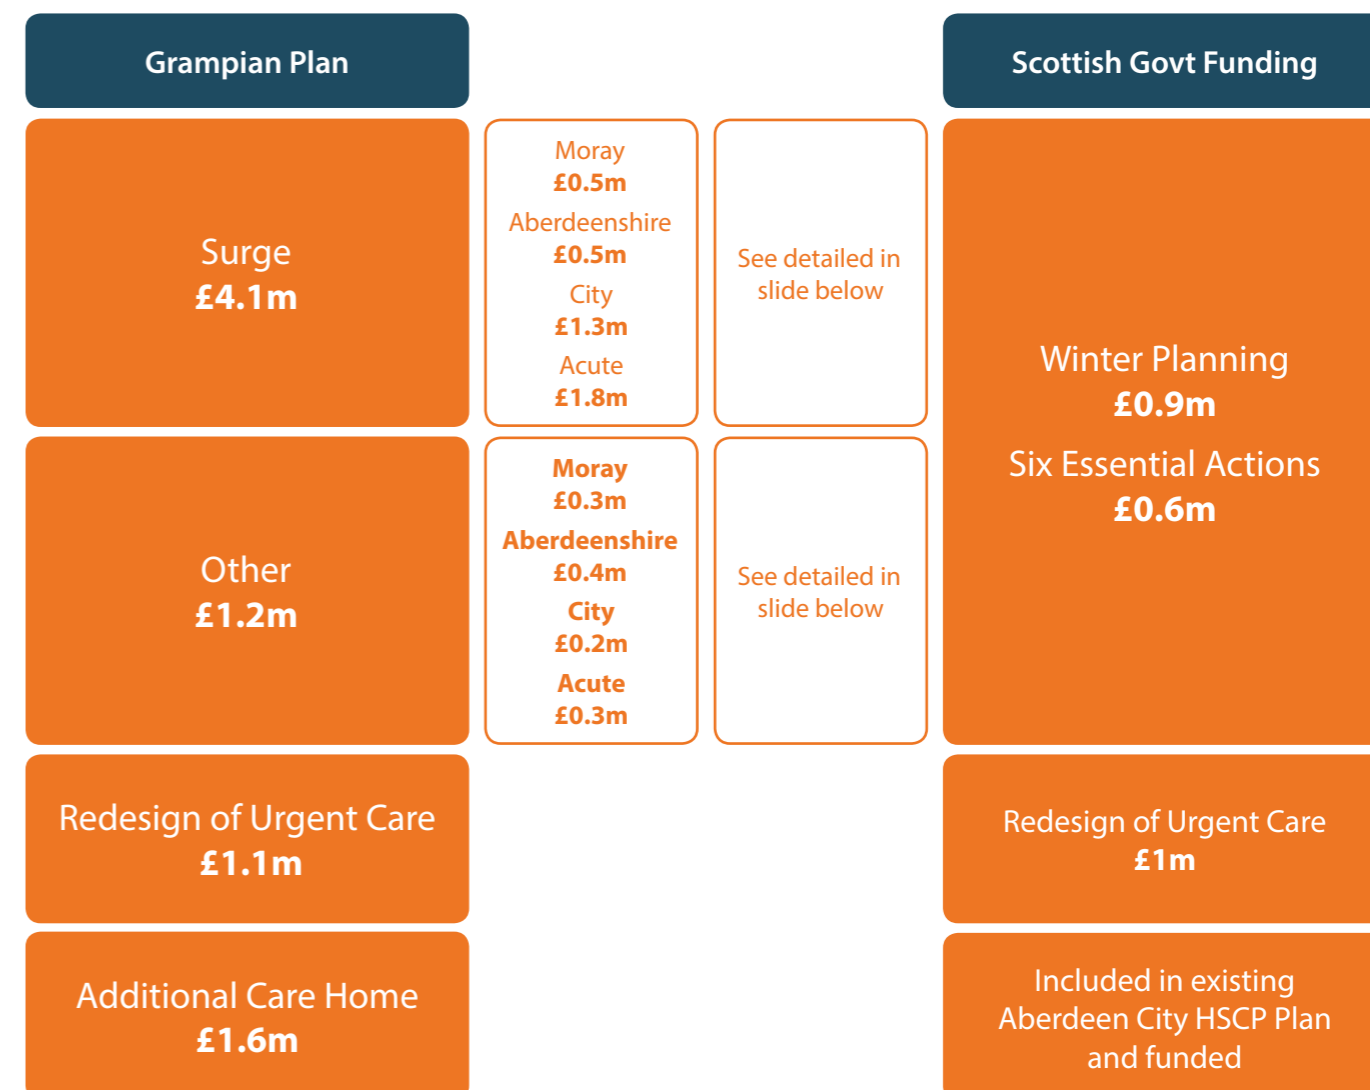 Grampian Plan
Scottish Govt Funding
Surge
£4.1m
Moray
£0.5m
Aberdeenshire
£0.5m
City
£1.3m
Acute
£1.8m
See detailed in
slide below
Winter Planning
£0.9m
Six Essential Actions
£0.6m
Other
£1.2m
Moray
£0.3m
Aberdeenshire
£0.4m
City
£0.2m
Acute
£0.3m
See detailed in
slide below
Redesign of Urgent Care
£1.1m
Redesign of Urgent Care
£1m
Additional Care Home
£1.6m
Included in existing
Aberdeen City HSCP Plan
and funded